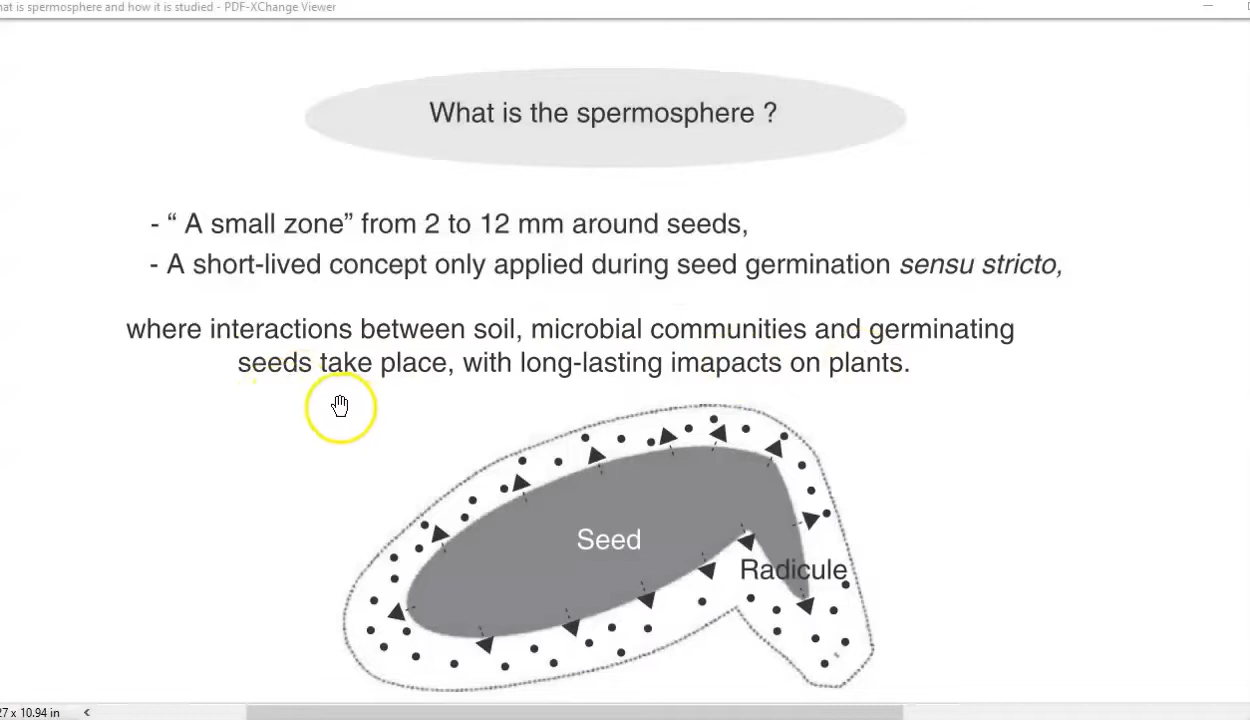 hat is spermosphere and how it is studied - PDF-XChange Viewer
What is the spermosphere ?
- “ A small zone” from 2 to 12 mm around seeds,
- A short-lived concept only applied during seed germination sensu stricto,
where interactions between soil, microbial communities and germinating
seeds take place, with long-lasting imapacts on plants.
Seed
Radicule
27 x 10.94 in